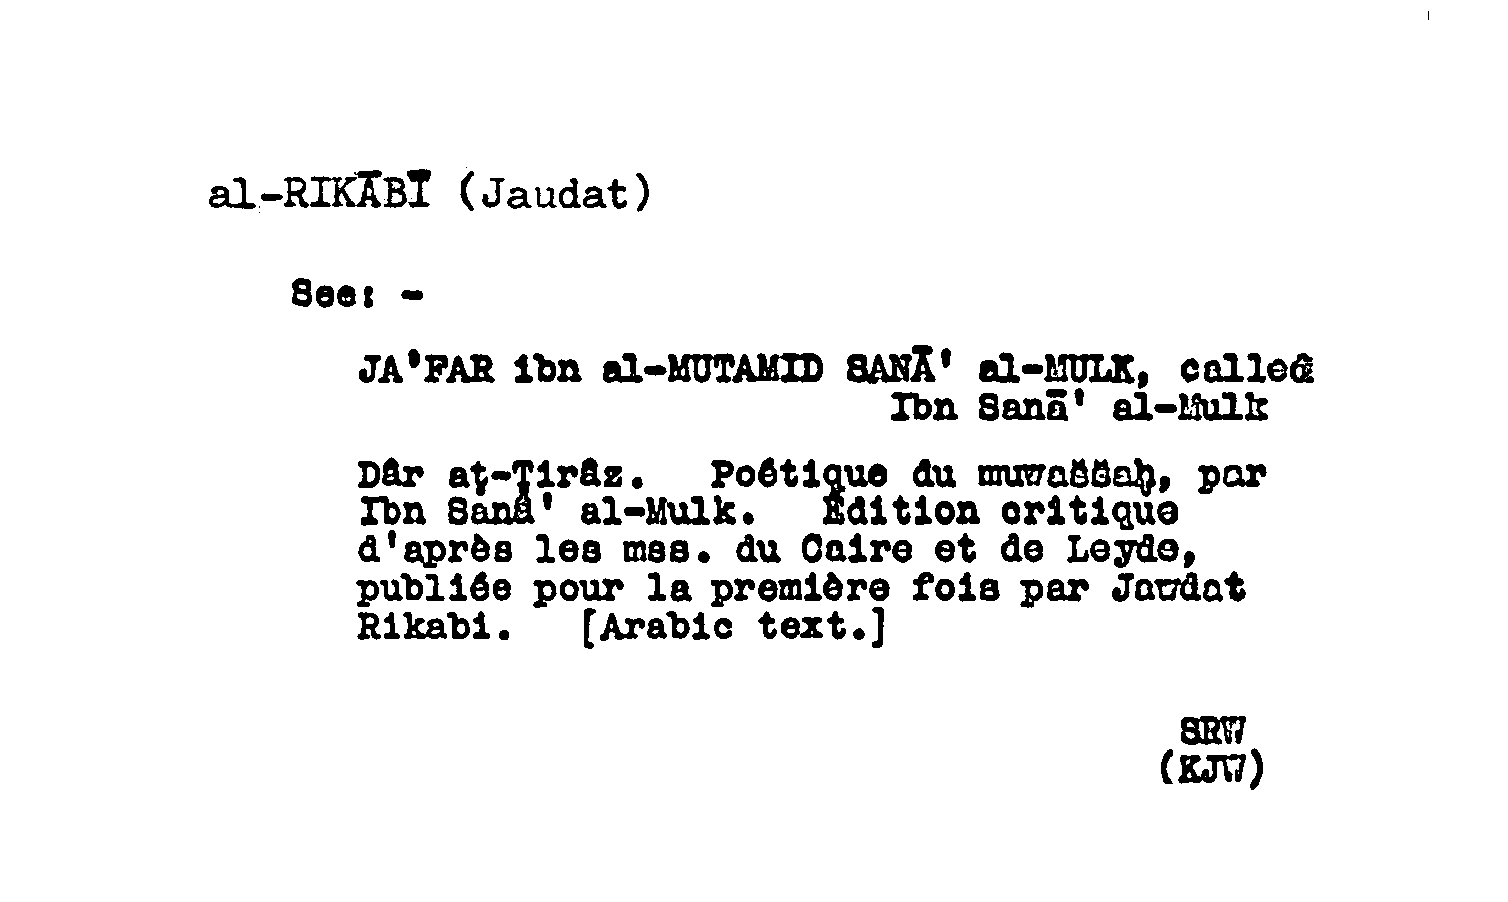 al-RIKĀBĪ (Jaudat)
See: -
JA'FAR ibn al-MUTAMID SANĀ' al-MULK, called
Ibn Sanā' al-Mulk
Dâr aṭ-Ṭirâz. Poétique du muwaššaḥ, par
Ibn Sanâ' al-Mulk. Édition critique
d'après les mss. du Caire et de Leyde,
publiée pour la première fois par Jawdat
Rikabi. [Arabic text.]
SRW
(KJW)